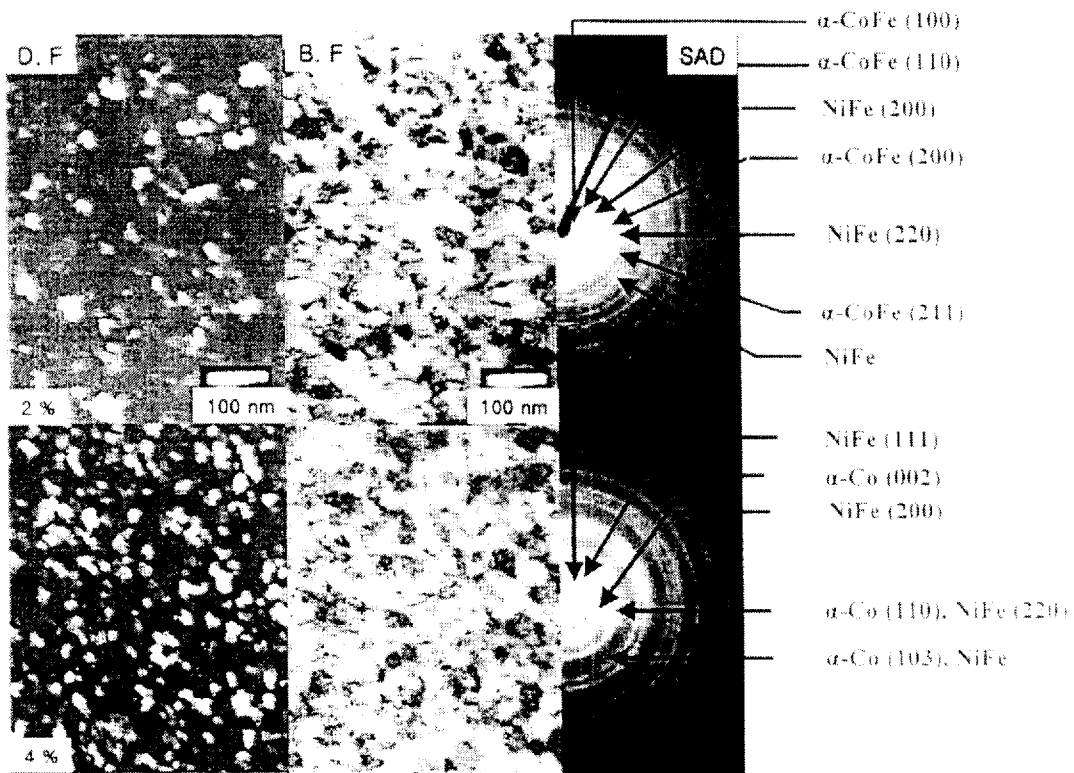 D. F
B. F
SAD
α-CoFe (100)
α-CoFe (110)
NiFe (200)
α-CoFe (200)
NiFe (220)
α-CoFe (211)
NiFe
2 %
100 nm
100 nm
NiFe (111)
α-Co (002)
NiFe (200)
α-Co (110), NiFe (220)
α-Co (103), NiFe
4 %